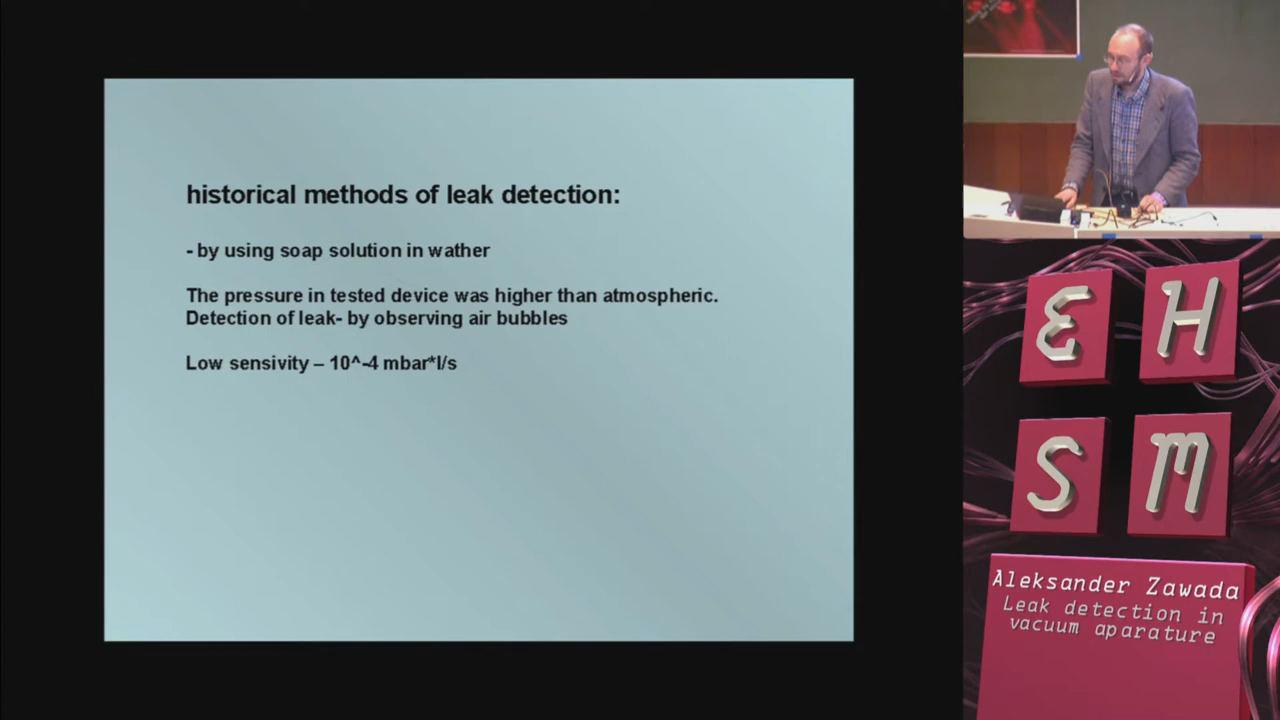 historical methods of leak detection:
- by using soap solution in wather
The pressure in tested device was higher than atmospheric.
Detection of leak- by observing air bubbles
Low sensivity – 10^-4 mbar*l/s
E H
S M
Aleksander Zawada
Leak detection in
vacuum aparature